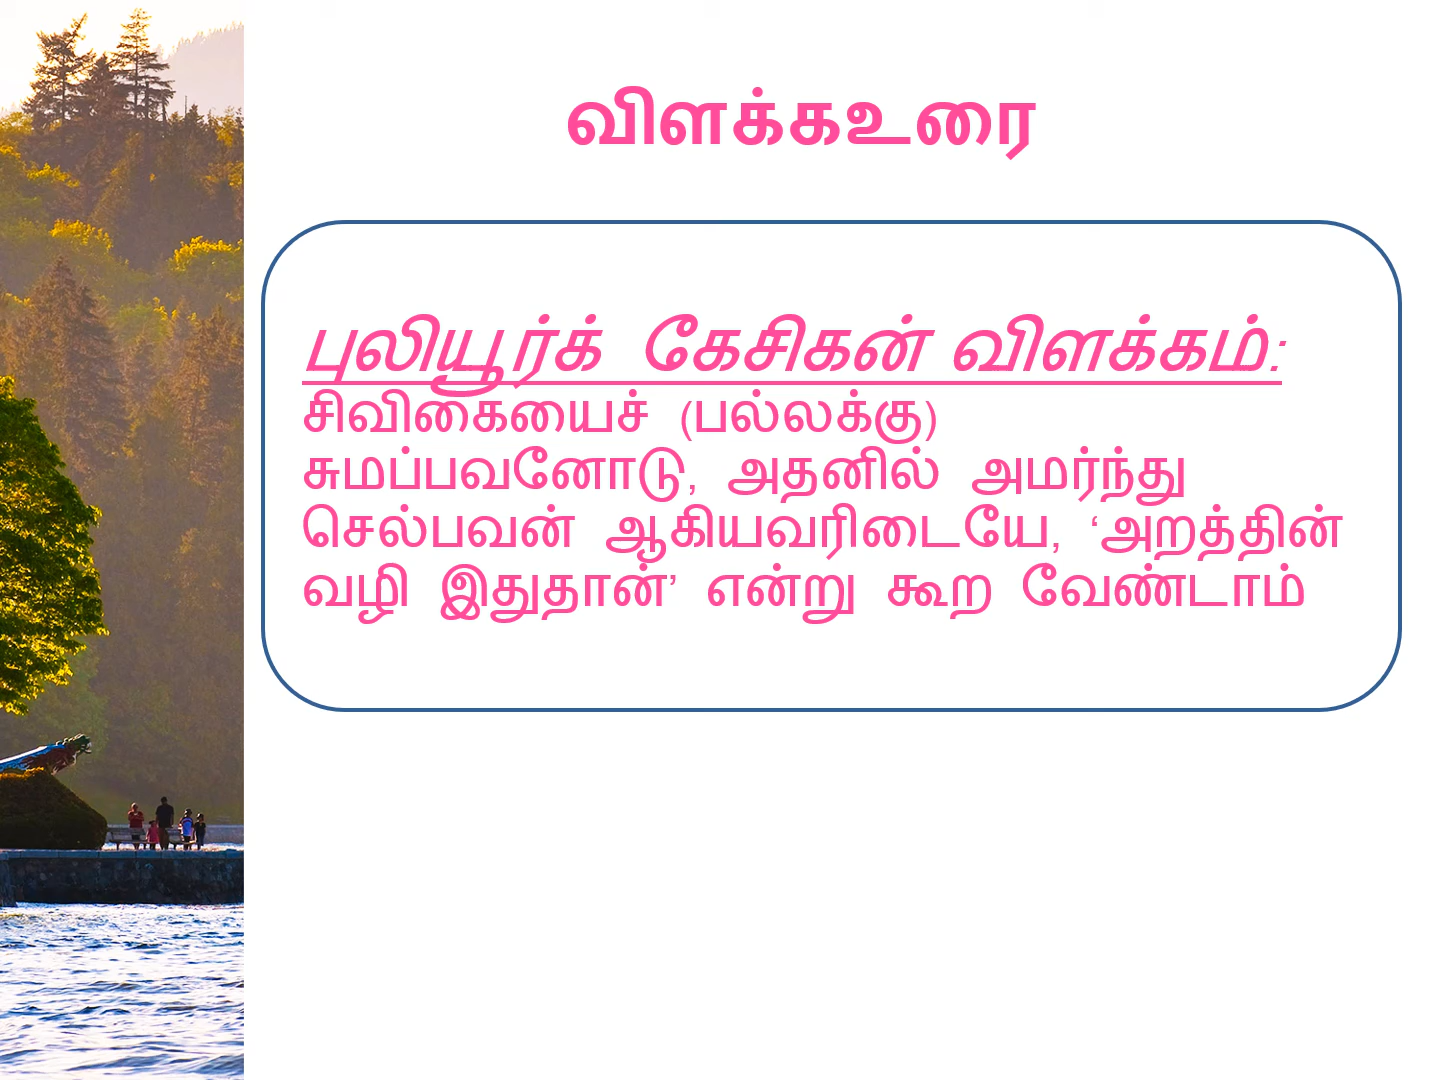 விளக்கஉரை
புலியூர்க் கேசிகன் விளக்கம்:
சிவிகையைச் (பல்லக்கு)
சுமப்பவனோடு, அதனில் அமர்ந்து
செல்பவன் ஆகியவரிடையே, ‘அறத்தின்
வழி இதுதான்’ என்று கூற வேண்டாம்